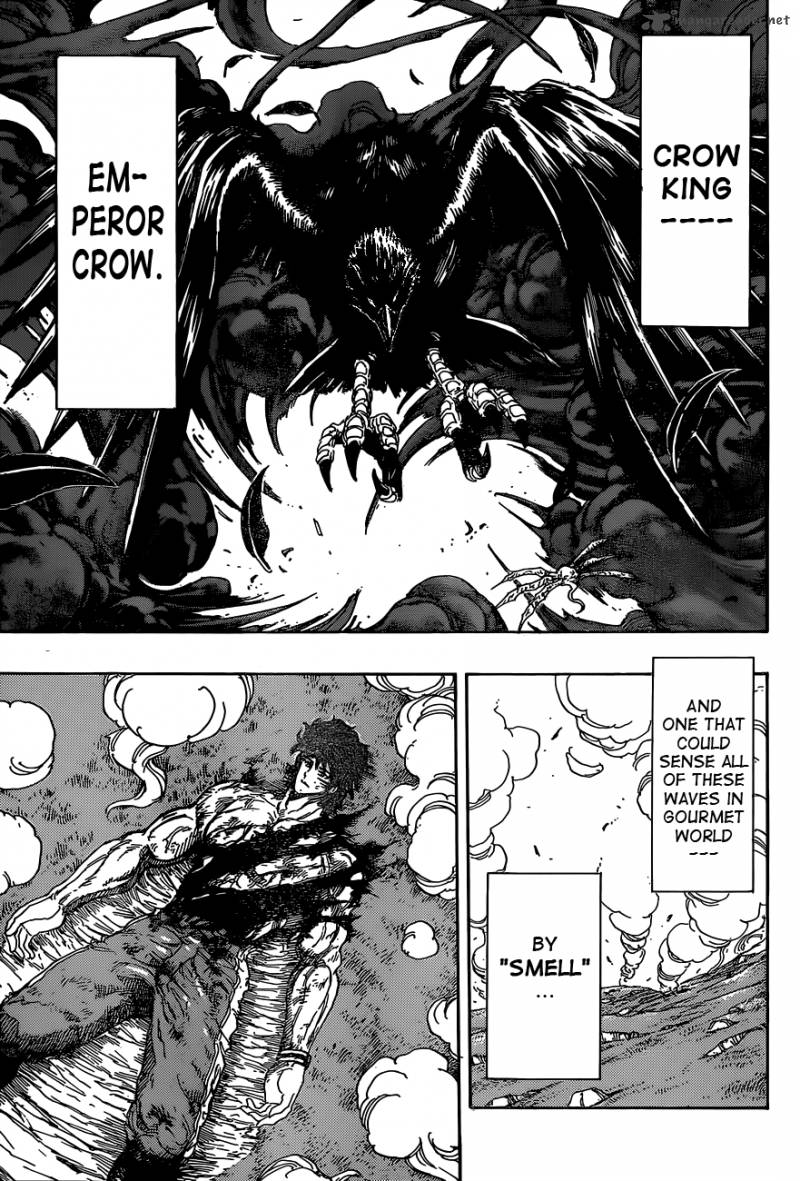 CROW
KING
----
EM-
PEROR
CROW.
AND
ONE THAT
COULD
SENSE ALL
OF THESE
WAVES IN
GOURMET
WORLD
---
BY
"SMELL"
...